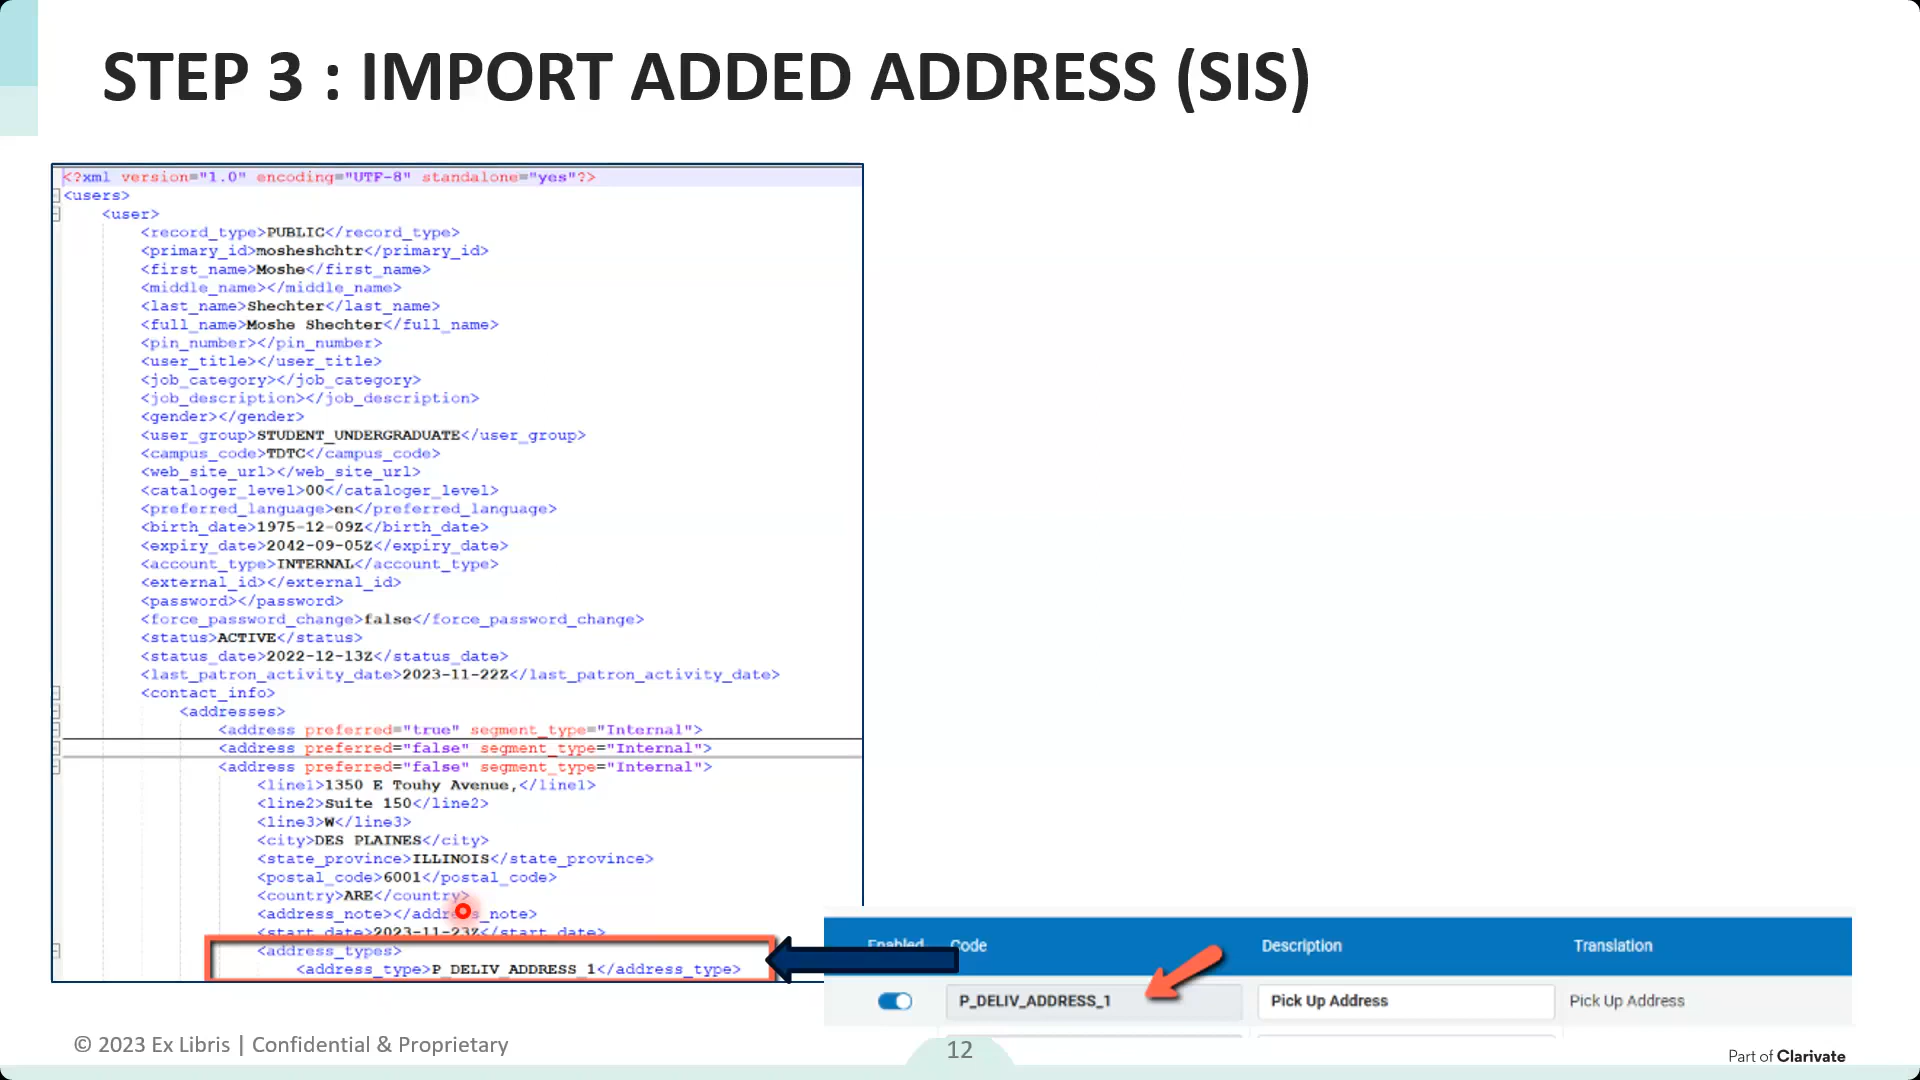 STEP 3 : IMPORT ADDED ADDRESS (SIS)
<?xml version="1.0" encoding="UTF-8" standalone="yes"?>
<users>
<user>
<record_type>PUBLIC</record_type>
<primary_id>mosheshchtr</primary_id>
<first_name>Moshe</first_name>
<middle_name></middle_name>
<last_name>Shechter</last_name>
<full_name>Moshe Shechter</full_name>
<pin_number></pin_number>
<user_title></user_title>
<job_category></job_category>
<job_description></job_description>
<gender></gender>
<user_group>STUDENT_UNDERGRADUATE</user_group>
<campus_code>TDTC</campus_code>
<web_site_url></web_site_url>
<cataloger_level>00</cataloger_level>
<preferred_language>en</preferred_language>
<birth_date>1975-12-09Z</birth_date>
<expiry_date>2042-09-05Z</expiry_date>
<account_type>INTERNAL</account_type>
<external_id></external_id>
<password></password>
<force_password_change>false</force_password_change>
<status>ACTIVE</status>
<status_date>2022-12-13Z</status_date>
<last_patron_activity_date>2023-11-22Z</last_patron_activity_date>
<contact_info>
<addresses>
<address preferred="true" segment_type="Internal">
<address preferred="false" segment_type="Internal">
<address preferred="false" segment_type="Internal">
<line1>1350 E Touhy Avenue,</line1>
<line2>Suite 150</line2>
<line3>W</line3>
<city>DES PLAINES</city>
<state_province>ILLINOIS</state_province>
<postal_code>6001</postal_code>
<country>ARE</country>
<address_note></address_note>
<start_date>2023-11-23Z</start_date>
<address_types>
<address_type>P_DELIV_ADDRESS_1</address_type>
Enabled Code Description Translation
P_DELIV_ADDRESS_1 Pick Up Address Pick Up Address
© 2023 Ex Libris | Confidential & Proprietary
12
Part of Clarivate